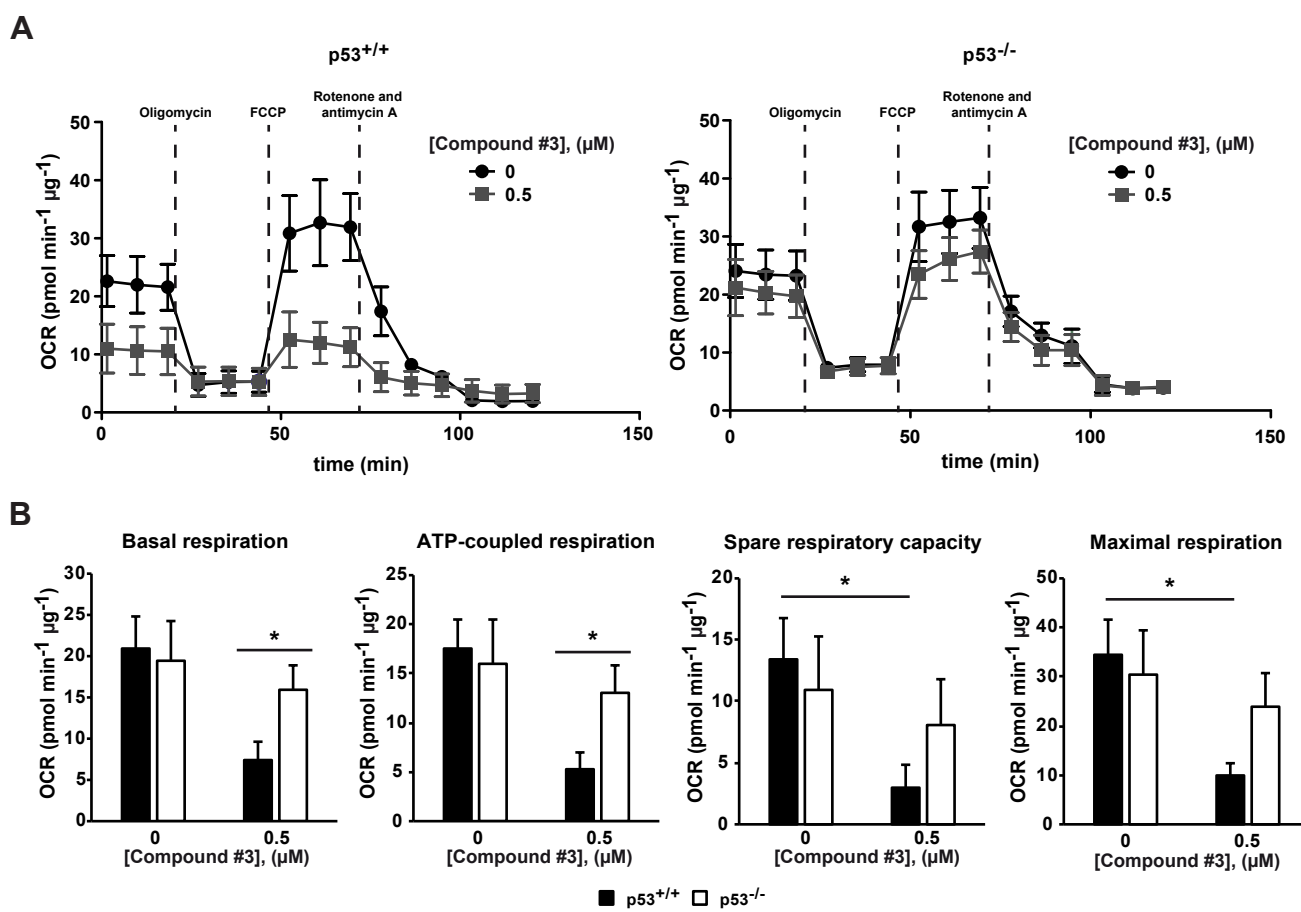 A
p53+/+
p53-/-
Oligomycin
FCCP
Rotenone and
antimycin A
Oligomycin
FCCP
Rotenone and
antimycin A
[Compound #3], (µM)
0
0.5
[Compound #3], (µM)
0
0.5
OCR (pmol min-1 µg-1)
50
40
30
20
10
0
0
50
100
150
time (min)
OCR (pmol min-1 µg-1)
50
40
30
20
10
0
0
50
100
150
time (min)
B
Basal respiration
OCR (pmol min-1 µg-1)
30
25
20
15
10
5
0
*
0
0.5
[Compound #3], (µM)
ATP-coupled respiration
OCR (pmol min-1 µg-1)
25
20
15
10
5
0
*
0
0.5
[Compound #3], (µM)
Spare respiratory capacity
OCR (pmol min-1 µg-1)
20
15
10
5
0
*
0
0.5
[Compound #3], (µM)
Maximal respiration
OCR (pmol min-1 µg-1)
50
40
30
20
10
0
*
0
0.5
[Compound #3], (µM)
p53+/+
p53-/-